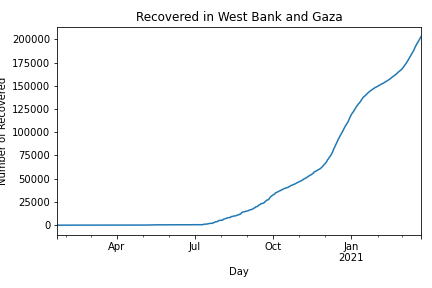 Recovered in West Bank and Gaza
200000
175000
150000
125000
100000
75000
50000
25000
0
Number of Recovered
Apr
Jul
Oct
Jan
2021
Day